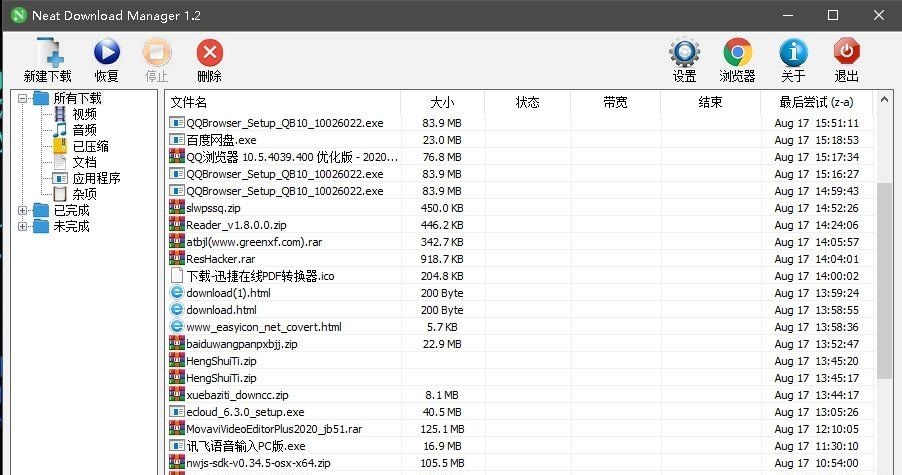 Neat Download Manager 1.2
新建下载 恢复 停止 删除 设置 浏览器 关于 退出
所有下载
视频
音频
已压缩
文档
应用程序
杂项
已完成
未完成
文件名 大小 状态 带宽 结束 最后尝试 (z-a)
QQBrowser_Setup_QB10_10026022.exe 83.9 MB Aug 17 15:51:11
百度网盘.exe 23.0 MB Aug 17 15:18:53
QQ浏览器 10.5.4039.400 优化版 - 2020... 76.8 MB Aug 17 15:17:34
QQBrowser_Setup_QB10_10026022.exe 83.9 MB Aug 17 15:16:27
QQBrowser_Setup_QB10_10026022.exe 83.9 MB Aug 17 14:59:43
slwpssq.zip 450.0 KB Aug 17 14:52:26
Reader_v1.8.0.0.zip 446.2 KB Aug 17 14:24:06
atbjl(www.greenxf.com).rar 342.7 KB Aug 17 14:05:57
ResHacker.rar 918.7 KB Aug 17 14:04:01
下载-迅捷在线PDF转换器.ico 204.8 KB Aug 17 14:00:02
download(1).html 200 Byte Aug 17 13:59:24
download.html 200 Byte Aug 17 13:58:55
www_easyicon_net_covert.html 5.7 KB Aug 17 13:58:36
baiduwangpanpxbjj.zip 22.9 MB Aug 17 13:52:47
HengShuiTi.zip Aug 17 13:45:20
HengShuiTi.zip Aug 17 13:45:17
xuebaziti_downcc.zip 8.1 MB Aug 17 13:44:17
ecloud_6.3.0_setup.exe 40.5 MB Aug 17 13:05:26
MovaviVideoEditorPlus2020_jb51.rar 125.1 MB Aug 17 12:10:05
讯飞语音输入PC版.exe 16.9 MB Aug 17 11:30:10
nwjs-sdk-v0.34.5-osx-x64.zip 105.5 MB Aug 17 10:54:00